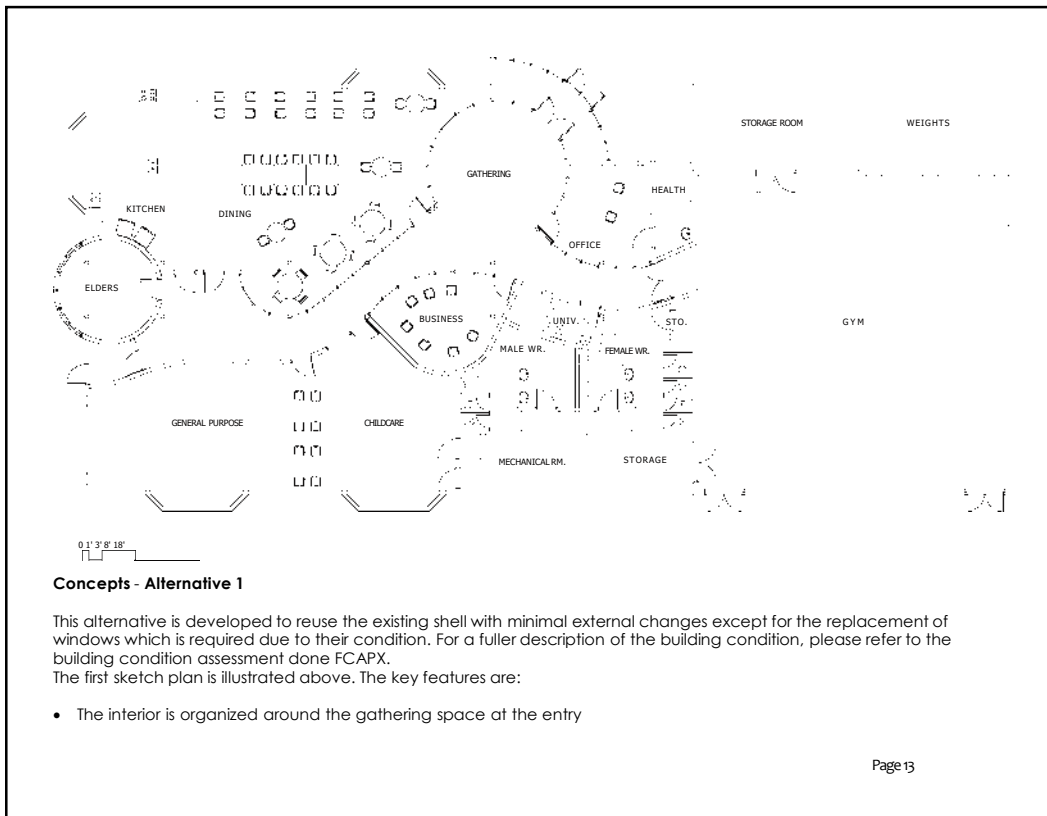 STORAGE ROOM WEIGHTS
GATHERING
HEALTH
KITCHEN
DINING
OFFICE
ELDERS
BUSINESS
UNIV.
STO.
GYM
MALE WR.
FEMALE WR.
GENERAL PURPOSE
CHILDCARE
MECHANICAL RM.
STORAGE
0 1' 3' 8' 18'
Concepts - Alternative 1
This alternative is developed to reuse the existing shell with minimal external changes except for the replacement of
windows which is required due to their condition. For a fuller description of the building condition, please refer to the
building condition assessment done FCAPX.
The first sketch plan is illustrated above. The key features are:
• The interior is organized around the gathering space at the entry
Page 13